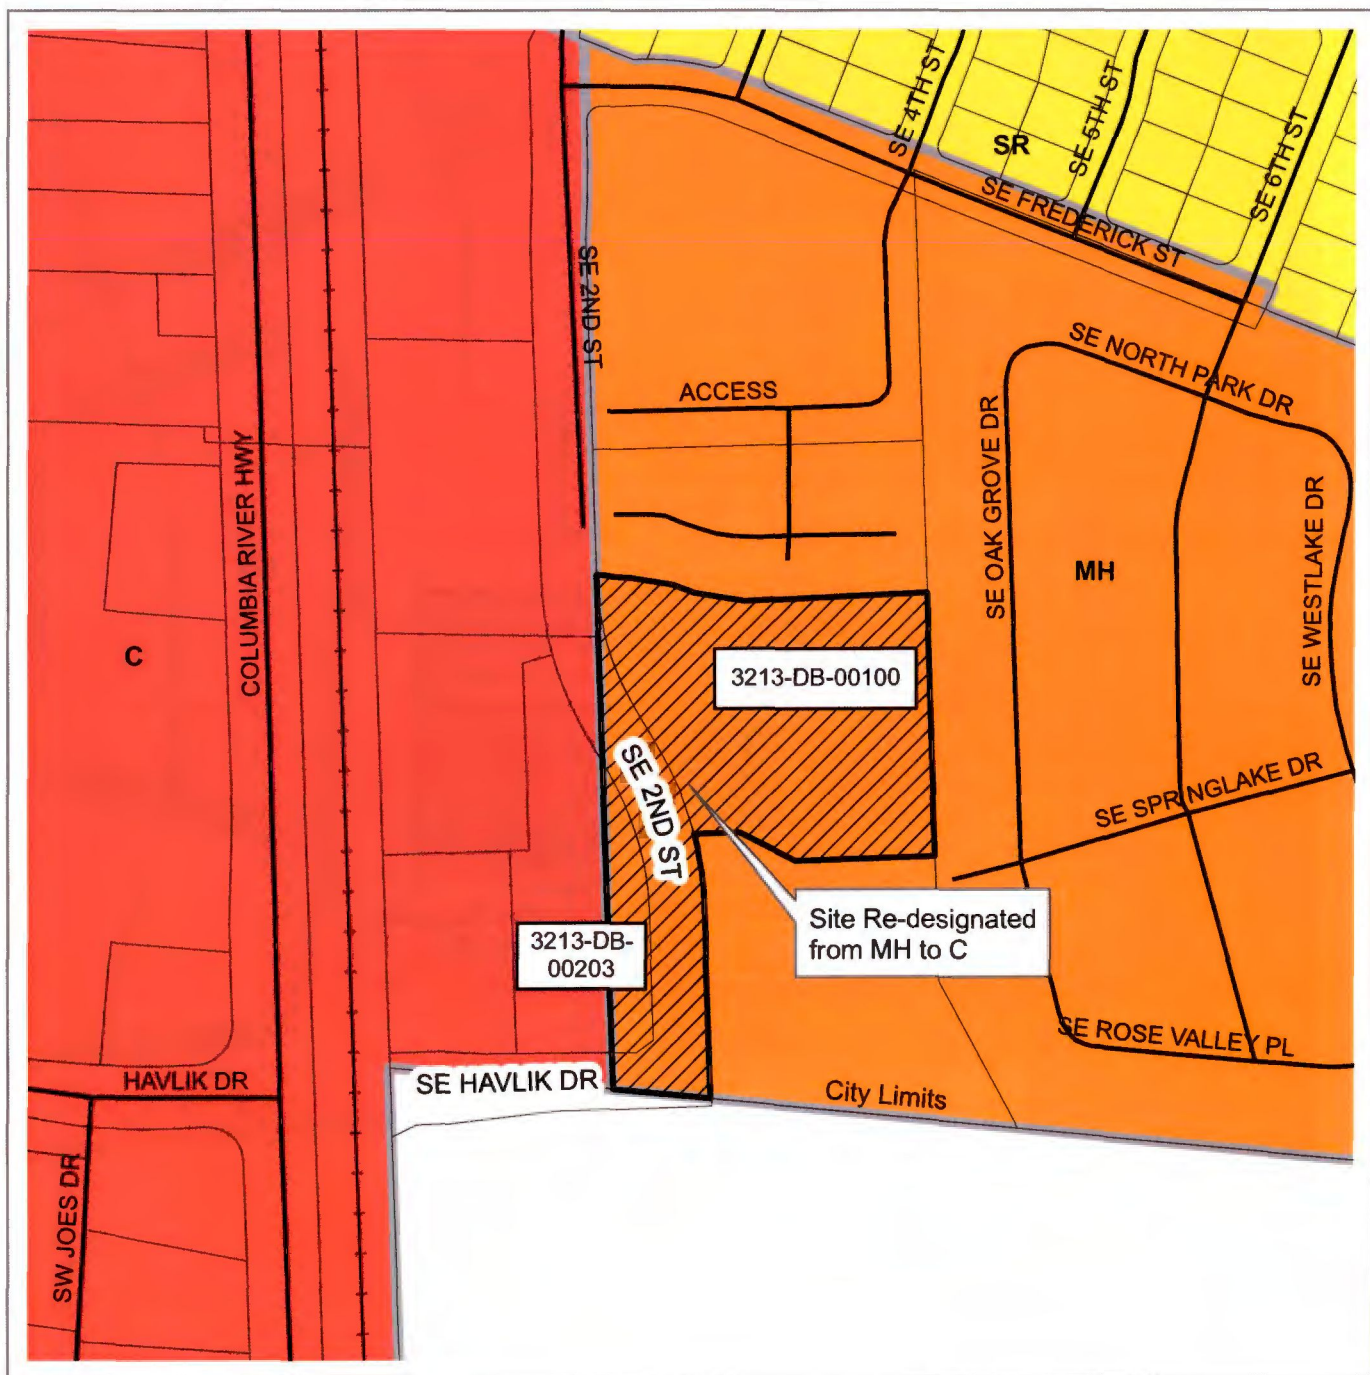 SE 4TH ST
SE 5TH ST
SE 6TH ST
SR
SE FREDERICK ST
SE 2ND ST
SE NORTH PARK DR
ACCESS
SE OAK GROVE DR
COLUMBIA RIVER HWY
SE WESTLAKE DR
MH
C
3213-DB-00100
SE 2ND ST
SE SPRINGLAKE DR
Site Re-designated
from MH to C
3213-DB-
00203
SE ROSE VALLEY PL
HAVLIK DR
SE HAVLIK DR
City Limits
SW JOES DR